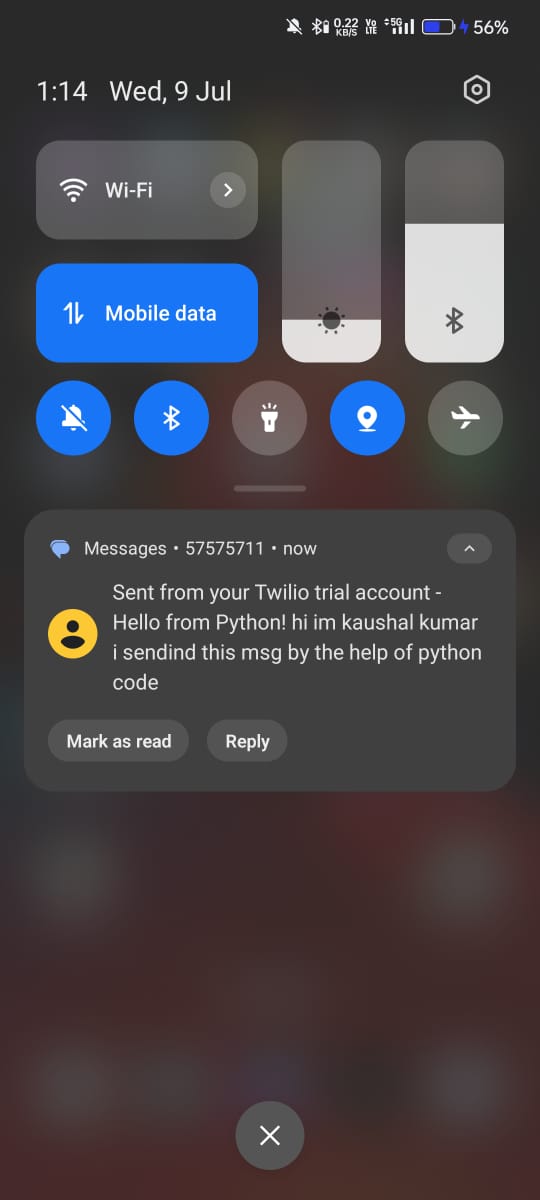 0.22 KB/S Vo LTE 5G 56%
1:14 Wed, 9 Jul
Wi-Fi
Mobile data
Messages • 57575711 • now
Sent from your Twilio trial account -
Hello from Python! hi im kaushal kumar
i sendind this msg by the help of python
code
Mark as read Reply